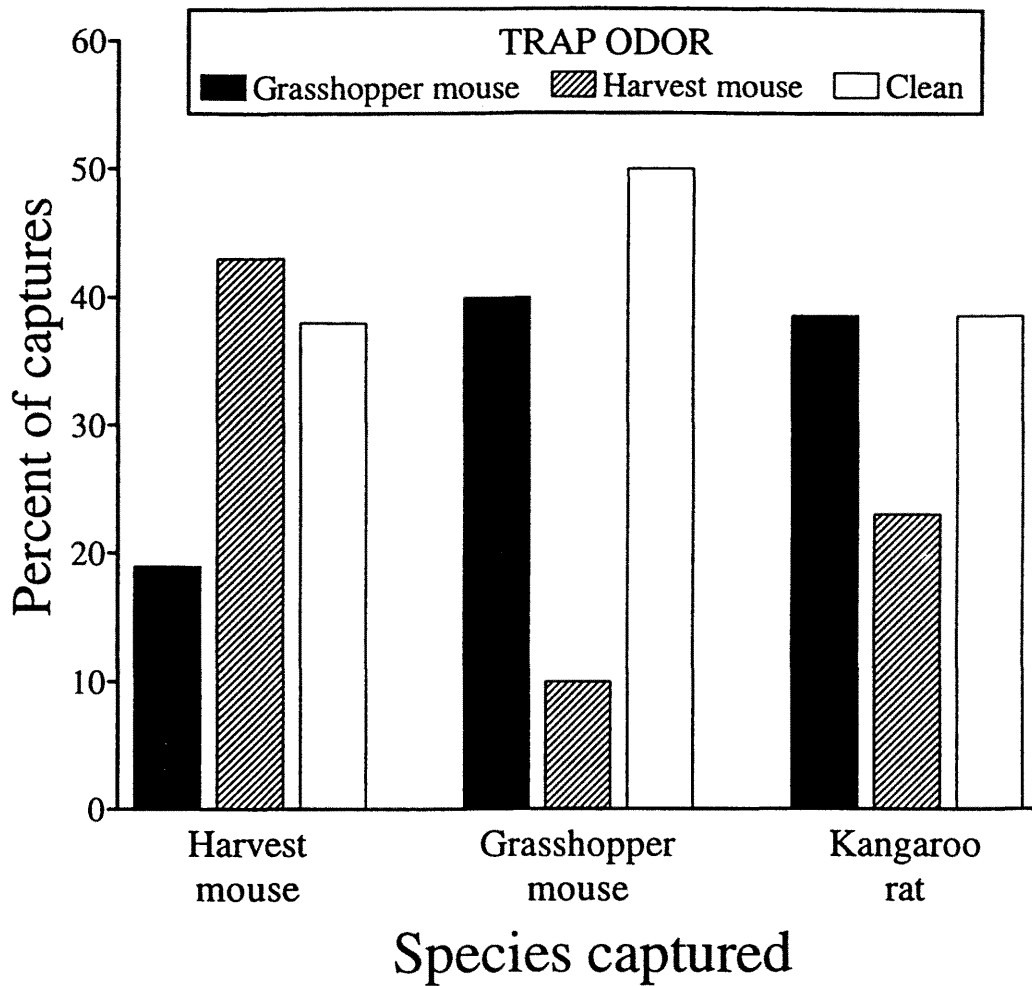 TRAP ODOR
Grasshopper mouse Harvest mouse Clean
60
50
40
30
20
10
0
Percent of captures
Harvest mouse
Grasshopper mouse
Kangaroo rat
Species captured